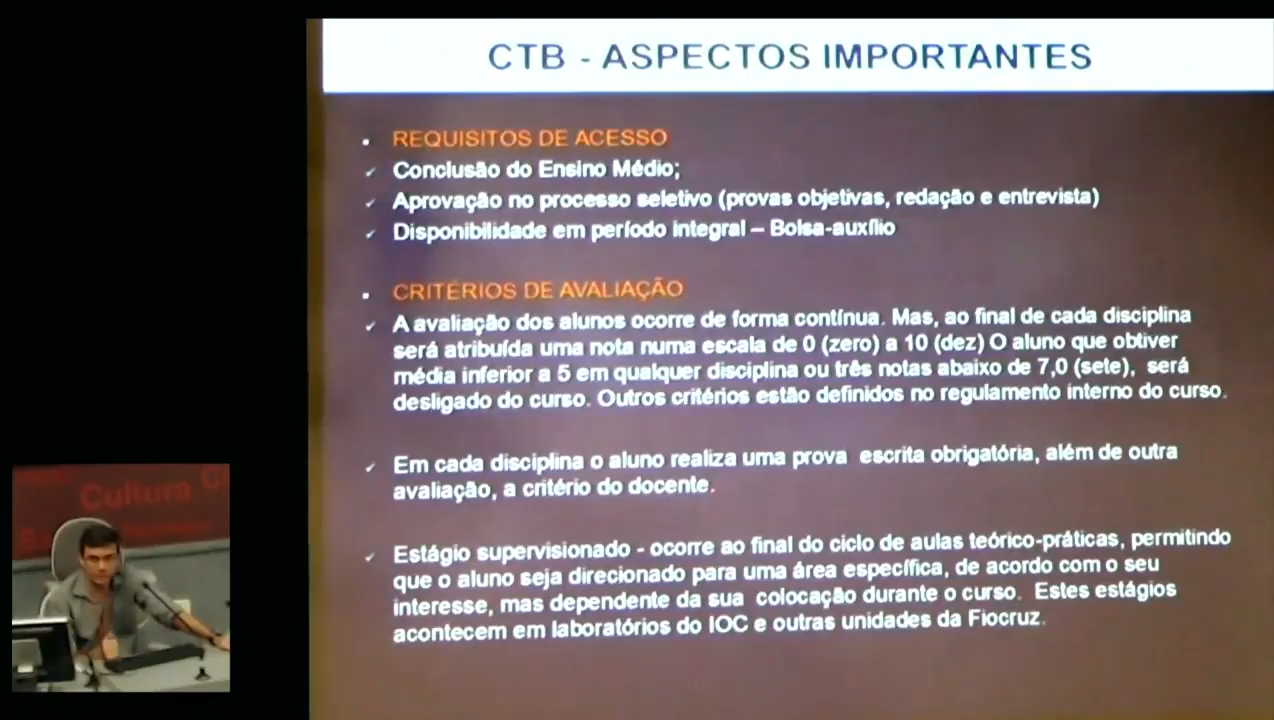 CTB - ASPECTOS IMPORTANTES
REQUISITOS DE ACESSO
Conclusão do Ensino Médio;
Aprovação no processo seletivo (provas objetivas, redação e entrevista)
Disponibilidade em período integral – Bolsa-auxílio
CRITÉRIOS DE AVALIAÇÃO
A avaliação dos alunos ocorre de forma contínua. Mas, ao final de cada disciplina
será atribuída uma nota numa escala de 0 (zero) a 10 (dez) O aluno que obtiver
média inferior a 5 em qualquer disciplina ou três notas abaixo de 7,0 (sete), será
desligado do curso. Outros critérios estão definidos no regulamento interno do curso.
Em cada disciplina o aluno realiza uma prova escrita obrigatória, além de outra
avaliação, a critério do docente.
Estágio supervisionado - ocorre ao final do ciclo de aulas teórico-práticas, permitindo
que o aluno seja direcionado para uma área específica, de acordo com o seu
interesse, mas dependente da sua colocação durante o curso. Estes estágios
acontecem em laboratórios do IOC e outras unidades da Fiocruz.
Cultura